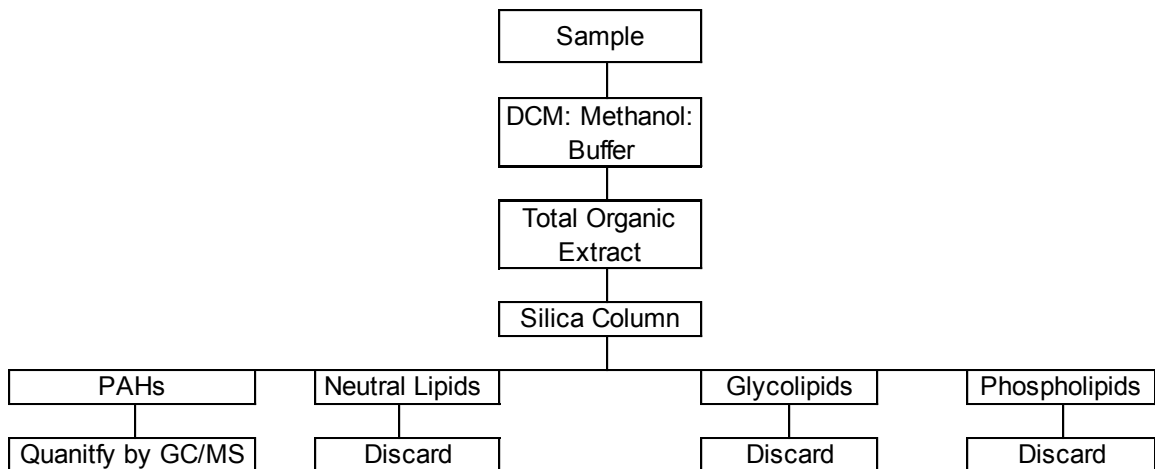 Sample
DCM: Methanol:
Buffer
Total Organic
Extract
Silica Column
PAHs
Neutral Lipids
Glycolipids
Phospholipids
Quanitfy by GC/MS
Discard
Discard
Discard